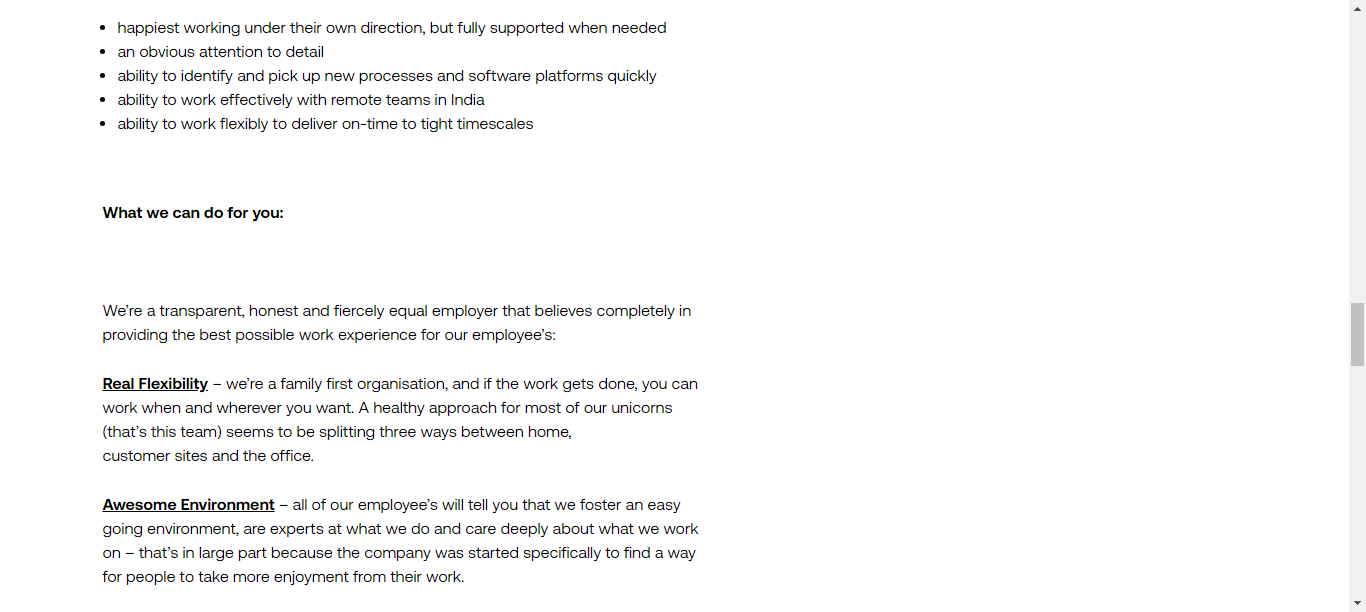 happiest working under their own direction, but fully supported when needed
an obvious attention to detail
ability to identify and pick up new processes and software platforms quickly
ability to work effectively with remote teams in India
ability to work flexibly to deliver on-time to tight timescales
What we can do for you:
We’re a transparent, honest and fiercely equal employer that believes completely in
providing the best possible work experience for our employee’s:
Real Flexibility – we’re a family first organisation, and if the work gets done, you can
work when and wherever you want. A healthy approach for most of our unicorns
(that’s this team) seems to be splitting three ways between home,
customer sites and the office.
Awesome Environment – all of our employee’s will tell you that we foster an easy
going environment, are experts at what we do and care deeply about what we work
on – that’s in large part because the company was started specifically to find a way
for people to take more enjoyment from their work.